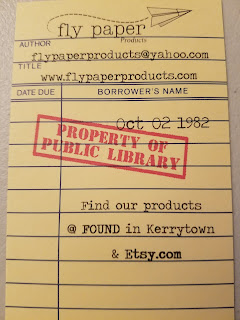 fly paper
Products
AUTHOR
flypaperproducts@yahoo.com
TITLE
www.flypaperproducts.com
DATE DUE BORROWER'S NAME
Oct 02 1982
PROPERTY OF
PUBLIC LIBRARY
Find our products
@ FOUND in Kerrytown
& Etsy.com